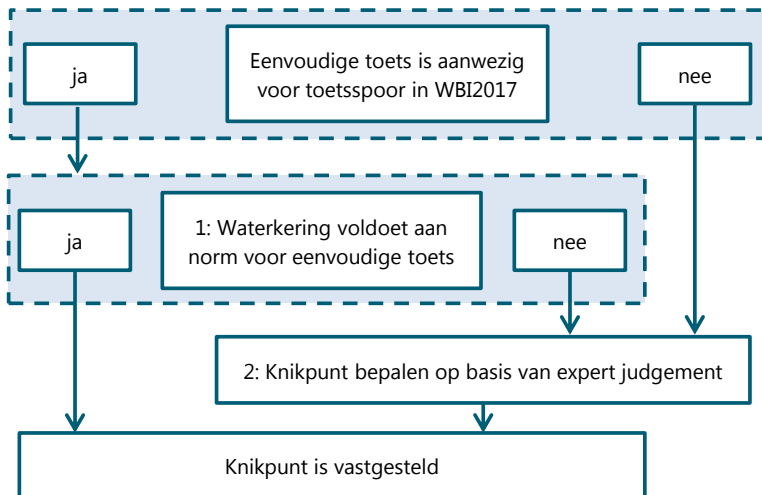 ja
Eenvoudige toets is aanwezig
voor toetsspoor in WBI2017
nee
ja
1: Waterkering voldoet aan
norm voor eenvoudige toets
nee
2: Knikpunt bepalen op basis van expert judgement
Knikpunt is vastgesteld